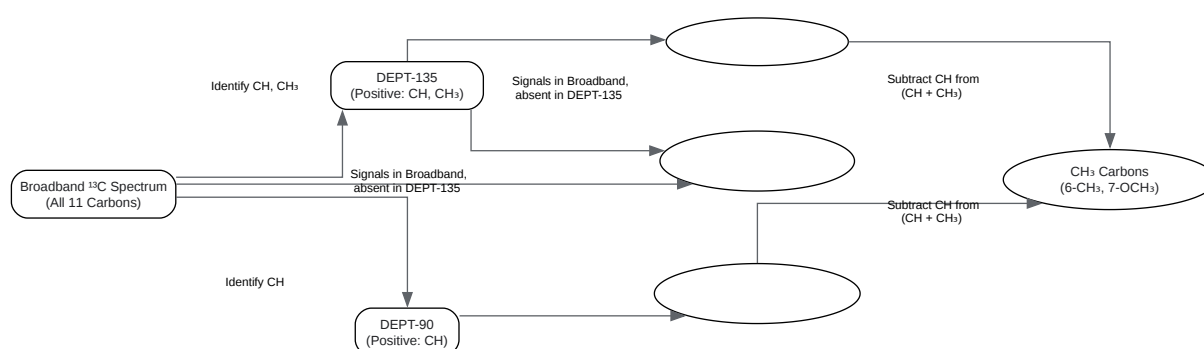 Identify CH, CH₃
DEPT-135
(Positive: CH, CH₃)
Signals in Broadband,
absent in DEPT-135
Subtract CH from
(CH + CH₃)
Broadband ¹³C Spectrum
(All 11 Carbons)
Signals in Broadband,
absent in DEPT-135
CH₃ Carbons
(6-CH₃, 7-OCH₃)
Subtract CH from
(CH + CH₃)
Identify CH
DEPT-90
(Positive: CH)